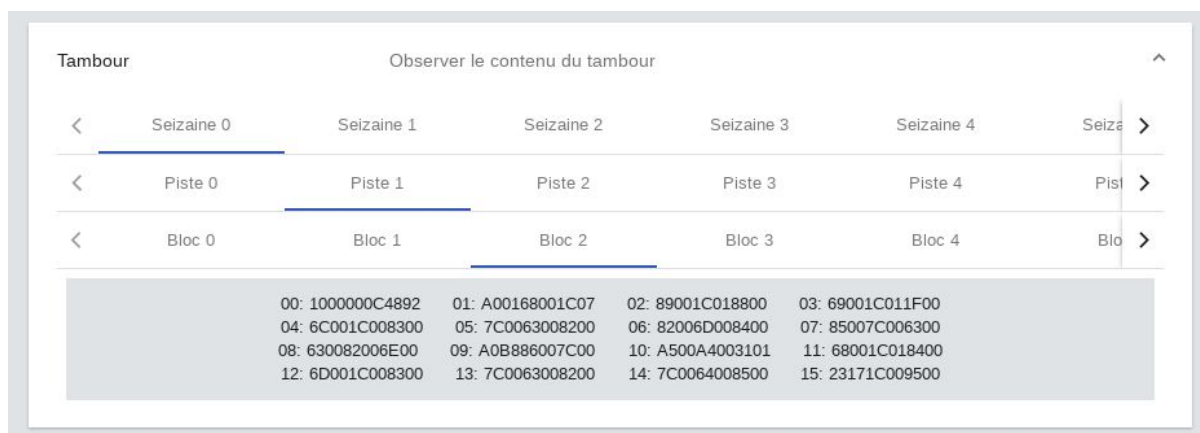 Tambour Observer le contenu du tambour
Seizaine 0 Seizaine 1 Seizaine 2 Seizaine 3 Seizaine 4 Seiza
Piste 0 Piste 1 Piste 2 Piste 3 Piste 4 Pist
Bloc 0 Bloc 1 Bloc 2 Bloc 3 Bloc 4 Blo
00: 1000000C4892 01: A00168001C07 02: 89001C018800 03: 69001C011F00
04: 6C001C008300 05: 7C0063008200 06: 82006D008400 07: 85007C006300
08: 630082006E00 09: A0B886007C00 10: A500A4003101 11: 68001C018400
12: 6D001C008300 13: 7C0063008200 14: 7C0064008500 15: 23171C009500